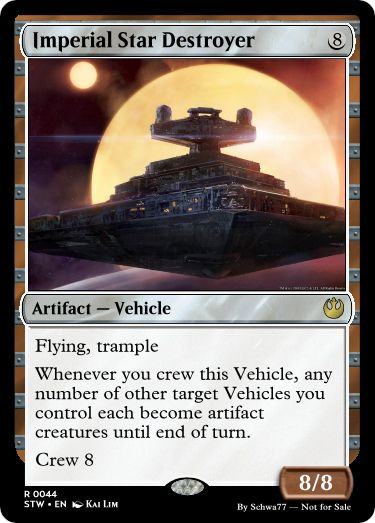 Imperial Star Destroyer 8
Artifact — Vehicle
Flying, trample
Whenever you crew this Vehicle, any
number of other target Vehicles you
control each become artifact
creatures until end of turn.
Crew 8
8/8
R 0044
STW • EN Kai Lim
By Schwa77 — Not for Sale